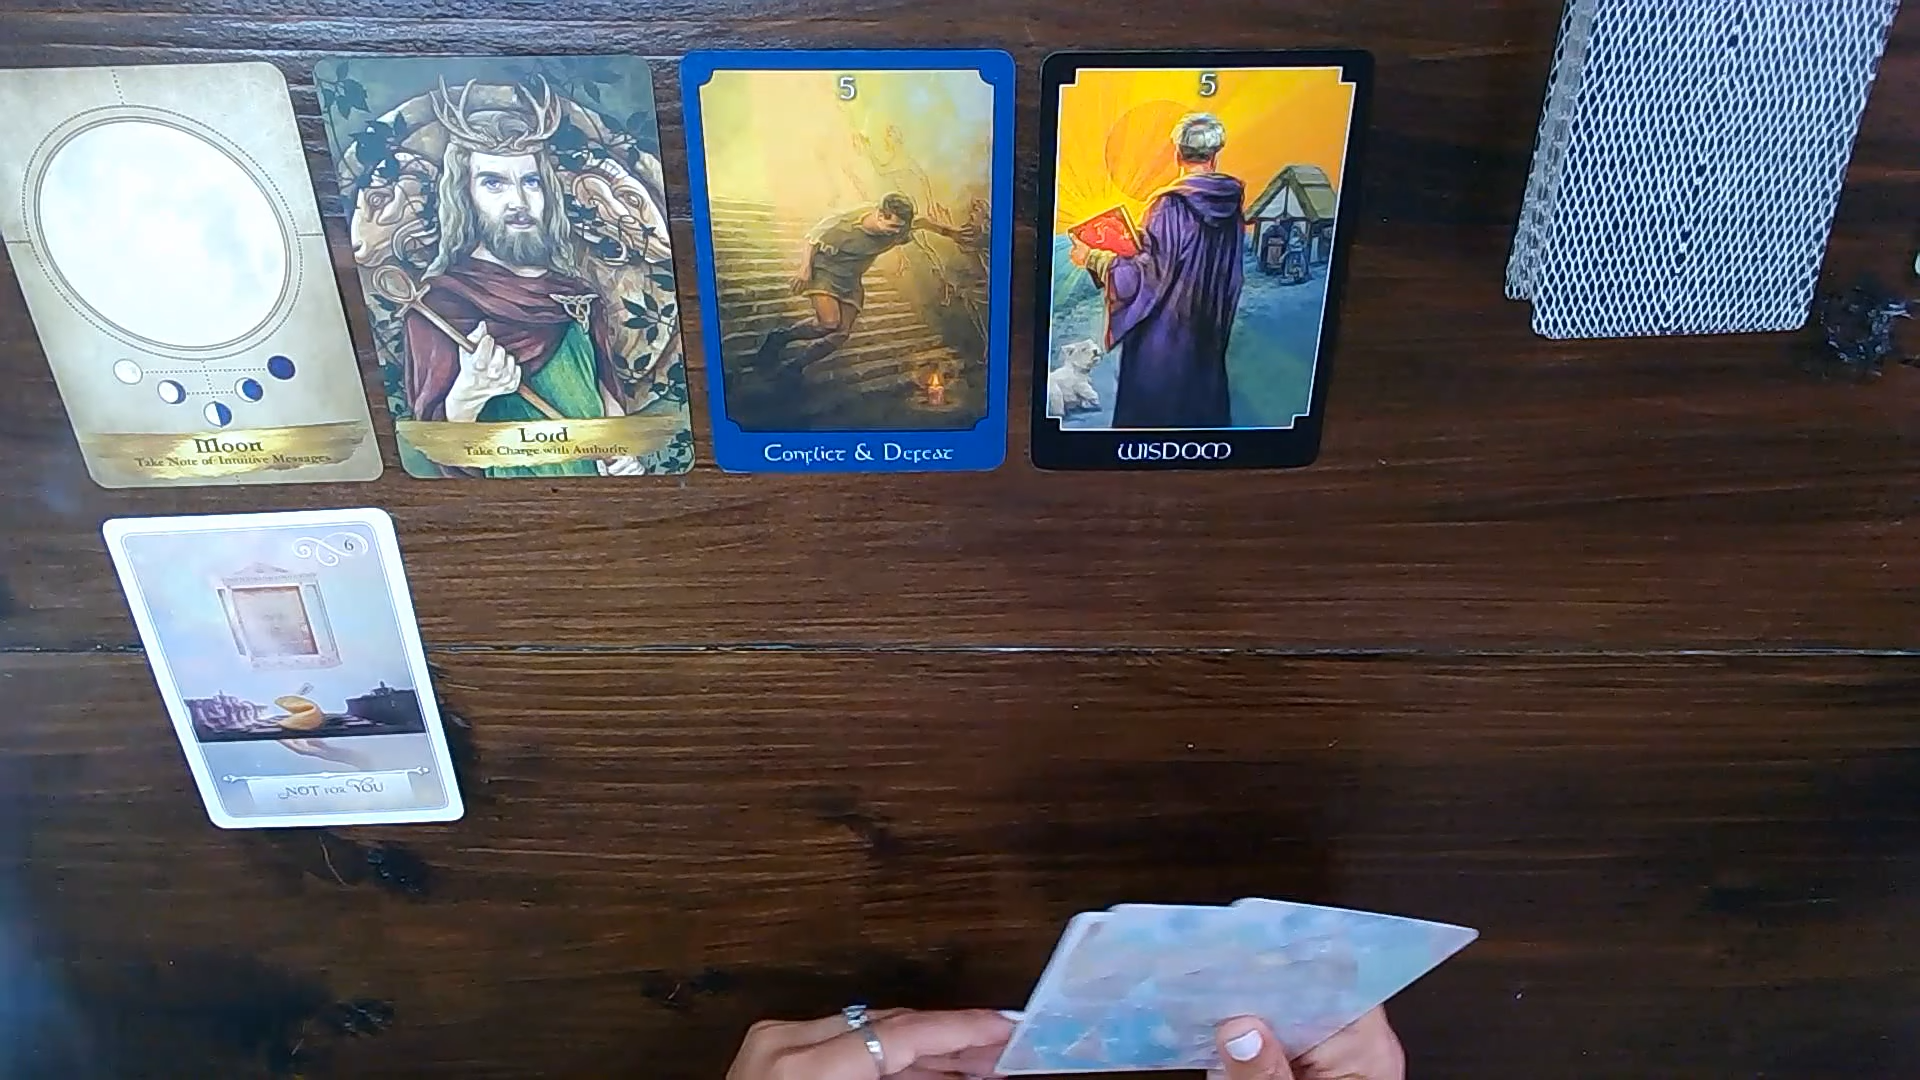 Moon
Take Note of Intuitive Messages
Lord
Take Charge with Authority
5
Conflict & Defeat
5
WISDOM
6
NOT FOR YOU